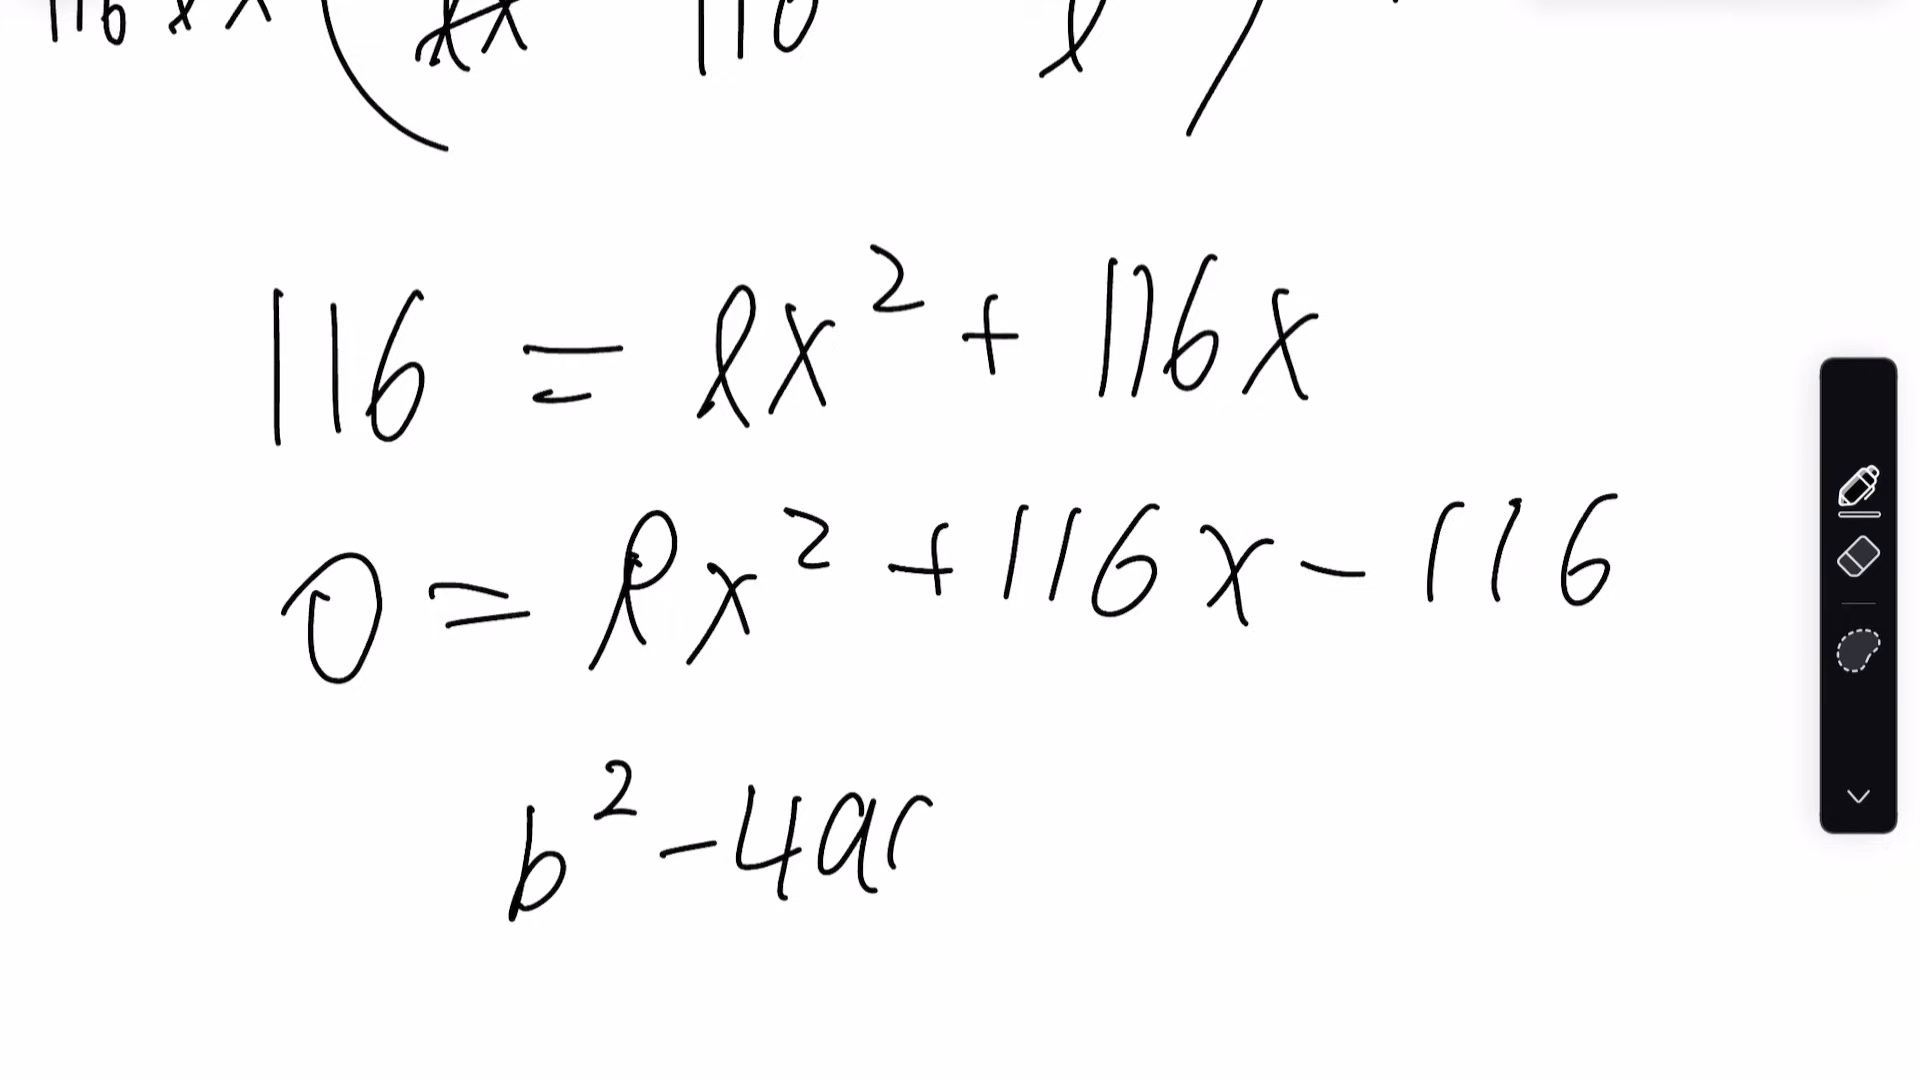 116 = lx² + 116x
0 = lx² + 116x - 116
b² - 4ac